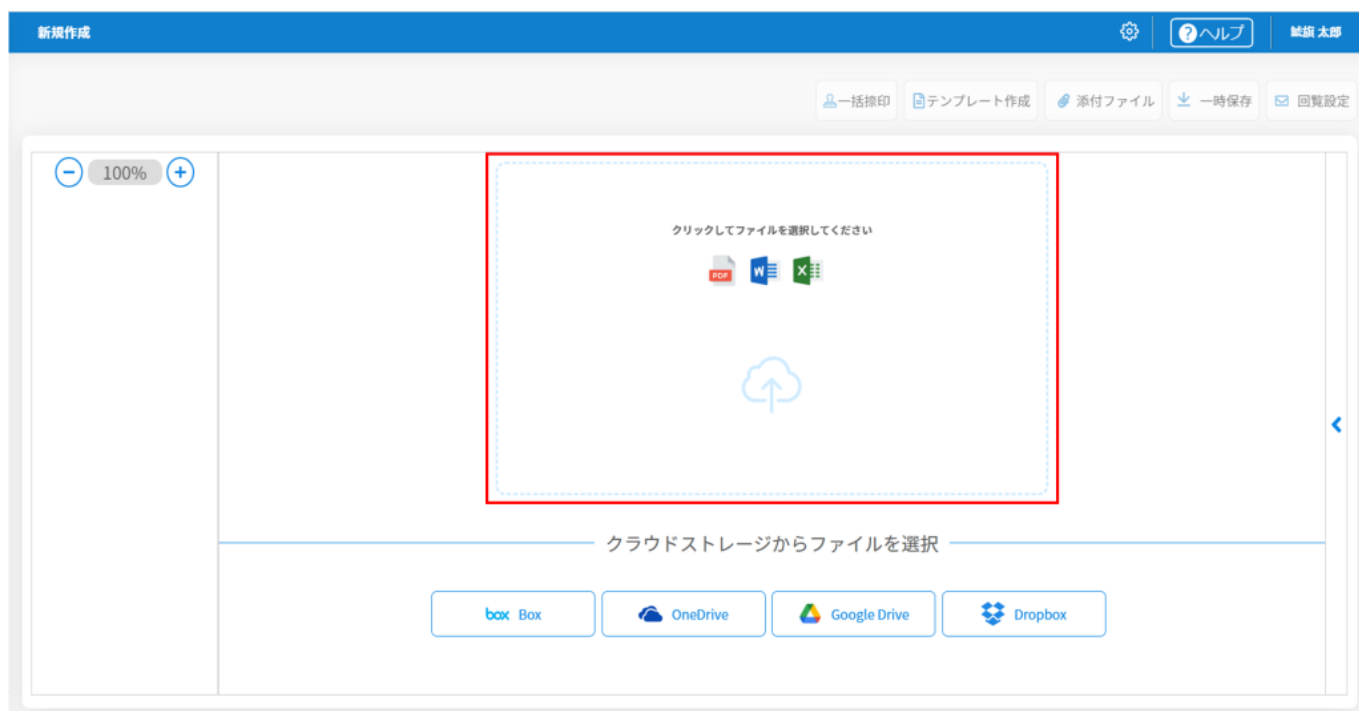 新規作成
ヘルプ
太郎
一括捺印
テンプレート作成
添付ファイル
一時保存
回覧設定
100%
クリックしてファイルを選択してください
PDF
W
X
クラウドストレージからファイルを選択
box Box
OneDrive
Google Drive
Dropbox